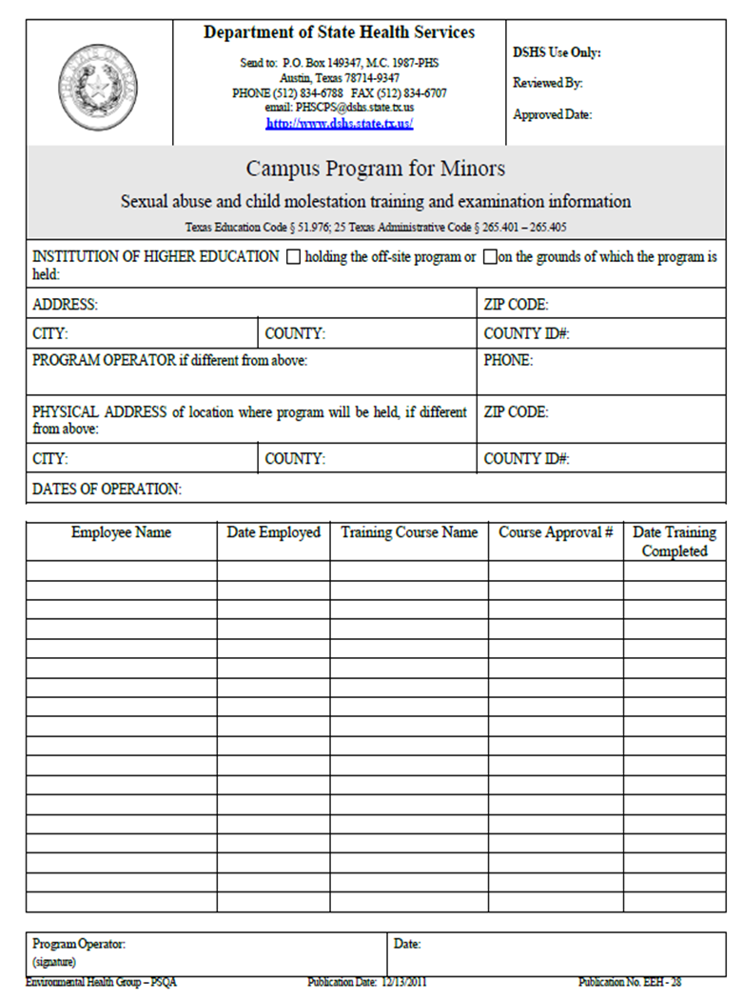 THE STATE OF TEXAS
Department of State Health Services
Send to: P.O. Box 149347, M.C. 1987-PHS
Austin, Texas 78714-9347
PHONE (512) 834-6788 FAX (512) 834-6707
email: PHSCPS@dshs.state.tx.us
http://www.dshs.state.tx.us/
DSHS Use Only:
Reviewed By:
Approved Date:
Campus Program for Minors
Sexual abuse and child molestation training and examination information
Texas Education Code § 51.976; 25 Texas Administrative Code § 265.401 – 265.405
INSTITUTION OF HIGHER EDUCATION ☐ holding the off-site program or ☐on the grounds of which the program is
held:
ADDRESS: ZIP CODE:
CITY: COUNTY: COUNTY ID#:
PROGRAM OPERATOR if different from above: PHONE:
PHYSICAL ADDRESS of location where program will be held, if different
from above:
ZIP CODE:
CITY: COUNTY: COUNTY ID#:
DATES OF OPERATION:
Employee Name Date Employed Training Course Name Course Approval # Date Training
Completed
Program Operator: Date:
(signature)
Environmental Health Group – PSQA Publication Date: 12/13/2011 Publication No. EEH - 28